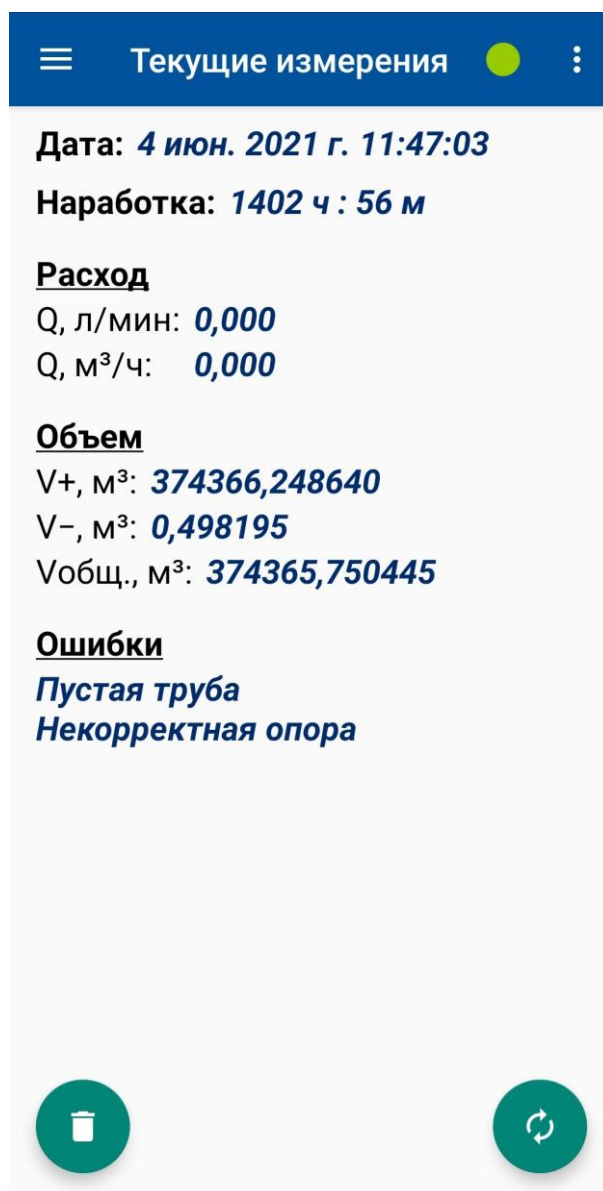 Текущие измерения
Дата: 4 июн. 2021 г. 11:47:03
Наработка: 1402 ч : 56 м
Расход
Q, л/мин: 0,000
Q, м³/ч: 0,000
Объем
V+, м³: 374366,248640
V−, м³: 0,498195
Vобщ., м³: 374365,750445
Ошибки
Пустая труба
Некорректная опора